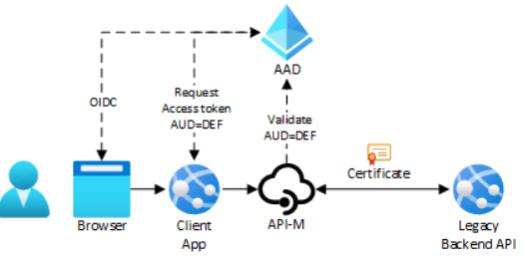 AAD
OIDC
Request
Access token
AUD=DEF
Validate
AUD=DEF
Certificate
Browser
Client
App
API-M
Legacy
Backend API